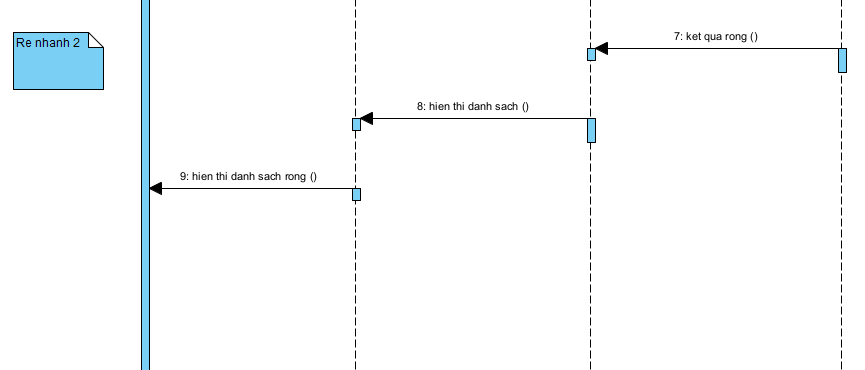 Re nhanh 2
7: ket qua rong ()
8: hien thi danh sach ()
9: hien thi danh sach rong ()